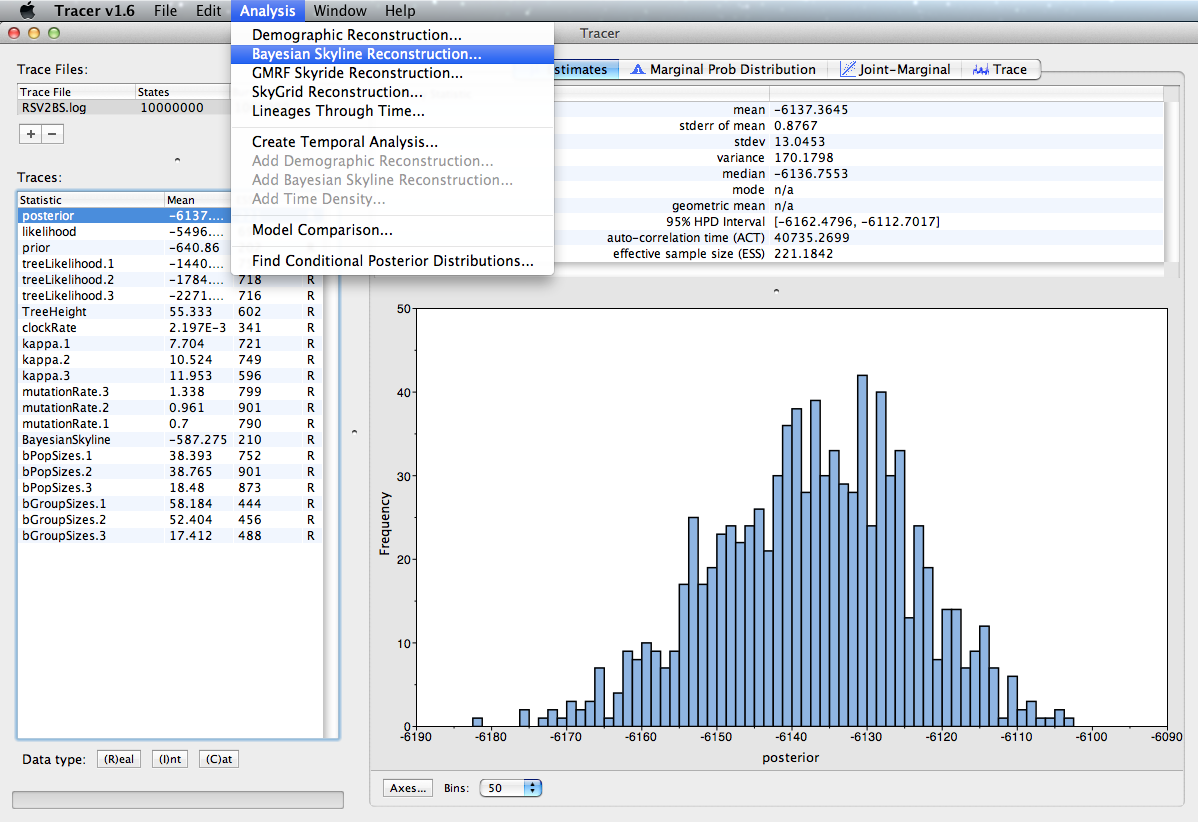 Tracer v1.6 File Edit Analysis Window Help
Tracer
Demographic Reconstruction...
Bayesian Skyline Reconstruction...
GMRF Skyride Reconstruction...
SkyGrid Reconstruction...
Lineages Through Time...
Create Temporal Analysis...
Add Demographic Reconstruction...
Add Bayesian Skyline Reconstruction...
Add Time Density...
Model Comparison...
Find Conditional Posterior Distributions...
Trace Files:
Trace File States
RSV2BS.log 10000000
+ −
Traces:
Statistic Mean
posterior -6137....
likelihood -5496....
prior -640.86
treeLikelihood.1 -1440....
treeLikelihood.2 -1784.... 718 R
treeLikelihood.3 -2271.... 716 R
TreeHeight 55.333 602 R
clockRate 2.197E-3 341 R
kappa.1 7.704 721 R
kappa.2 10.524 749 R
kappa.3 11.953 596 R
mutationRate.3 1.338 799 R
mutationRate.2 0.961 901 R
mutationRate.1 0.7 790 R
BayesianSkyline -587.275 210 R
bPopSizes.1 38.393 752 R
bPopSizes.2 38.765 901 R
bPopSizes.3 18.48 873 R
bGroupSizes.1 58.184 444 R
bGroupSizes.2 52.404 456 R
bGroupSizes.3 17.412 488 R
Data type: (R)eal (I)nt (C)at
stimates Marginal Prob Distribution Joint-Marginal Trace
mean -6137.3645
stderr of mean 0.8767
stdev 13.0453
variance 170.1798
median -6136.7553
mode n/a
geometric mean n/a
95% HPD Interval [-6162.4796, -6112.7017]
auto-correlation time (ACT) 40735.2699
effective sample size (ESS) 221.1842
50
40
30
20
10
0
Frequency
-6190 -6180 -6170 -6160 -6150 -6140 -6130 -6120 -6110 -6100 -6090
posterior
Axes... Bins: 50